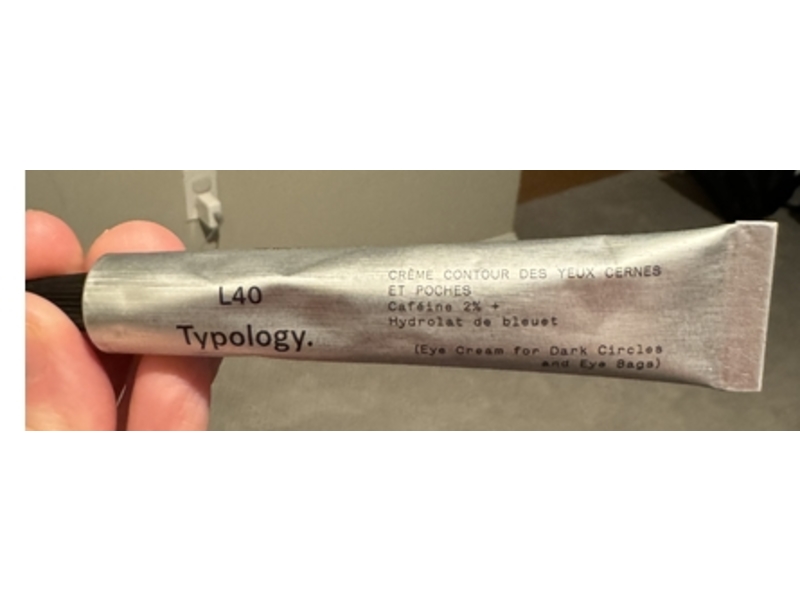 L40
Typology.
CRÈME CONTOUR DES YEUX CERNES
ET POCHES
Caféine 2% +
Hydrolat de bleuet
(Eye Cream for Dark Circles
and Eye Bags)